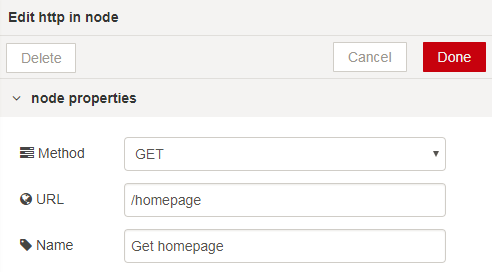 Edit http in node
Delete Cancel Done
node properties
Method GET
URL /homepage
Name Get homepage